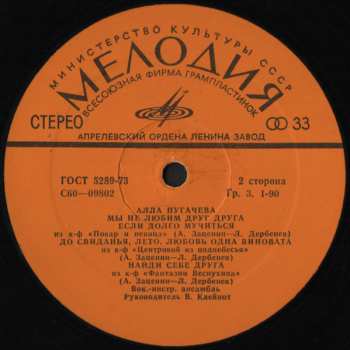 МИНИСТЕРСТВО КУЛЬТУРЫ СССР
МЕЛОДИЯ
ВСЕСОЮЗНАЯ ФИРМА ГРАМПЛАСТИНОК
СТЕРЕО
33
АПРЕЛЕВСКИЙ ОРДЕНА ЛЕНИНА ЗАВОД
ГОСТ 5289-73
2 сторона
С60—09802
Гр. 3. 1-90
АЛЛА ПУГАЧЕВА
МЫ НЕ ЛЮБИМ ДРУГ ДРУГА
ЕСЛИ ДОЛГО МУЧИТЬСЯ
из к-ф «Повар и певица» (А. Зацепин—Л. Дербенев)
ДО СВИДАНЬЯ, ЛЕТО. ЛЮБОВЬ ОДНА ВИНОВАТА
из к-ф «Центровой из поднебесья»
(А. Зацепин—Л. Дербенев)
НАЙДИ СЕБЕ ДРУГА
из к-ф «Фантазии Веснухина»
(А. Зацепин—Л. Дербенев)
Вок.-инстр. ансамбль
Руководитель В. Клейнот